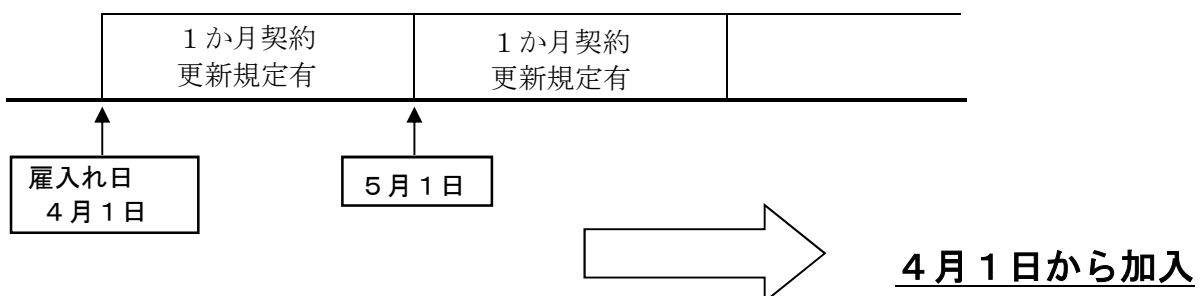 １か月契約
更新規定有
１か月契約
更新規定有
雇入れ日
４月１日
５月１日
４月１日から加入